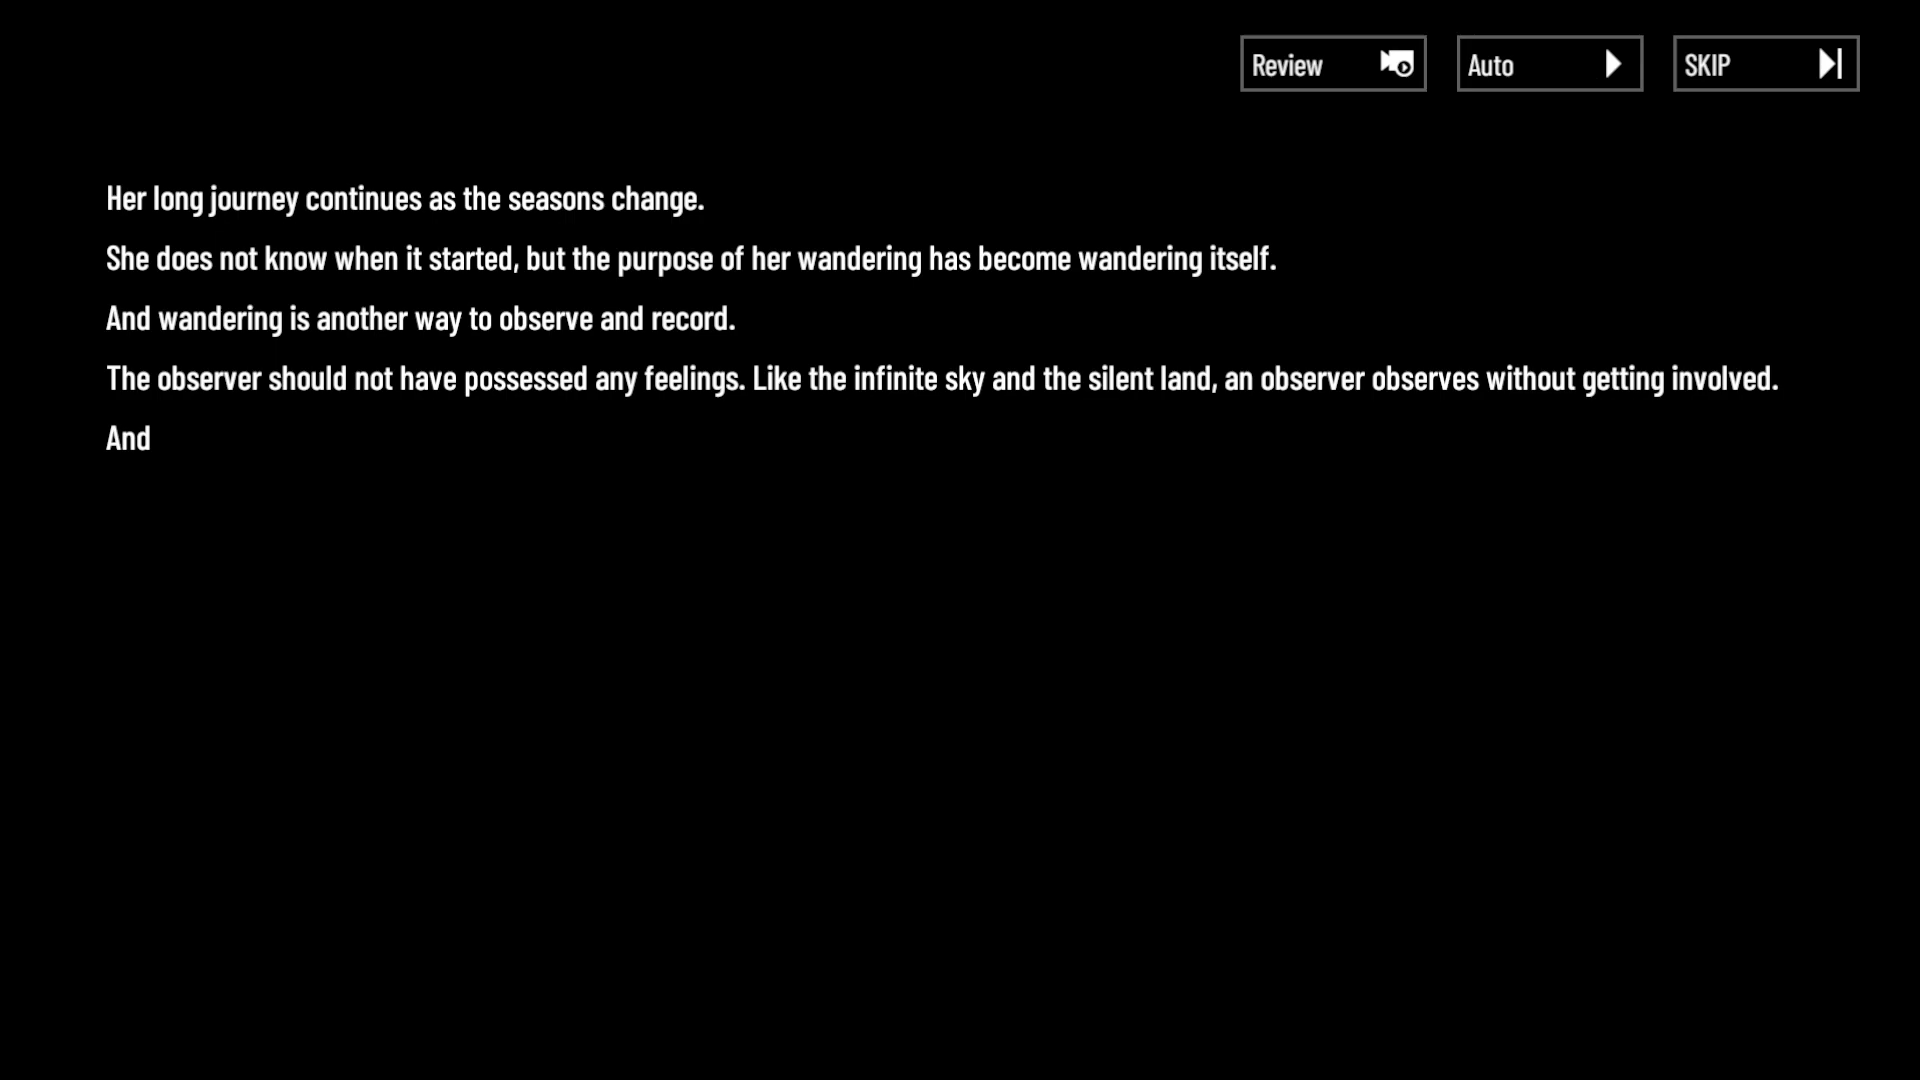 Review
Auto
SKIP
Her long journey continues as the seasons change.
She does not know when it started, but the purpose of her wandering has become wandering itself.
And wandering is another way to observe and record.
The observer should not have possessed any feelings. Like the infinite sky and the silent land, an observer observes without getting involved.
And